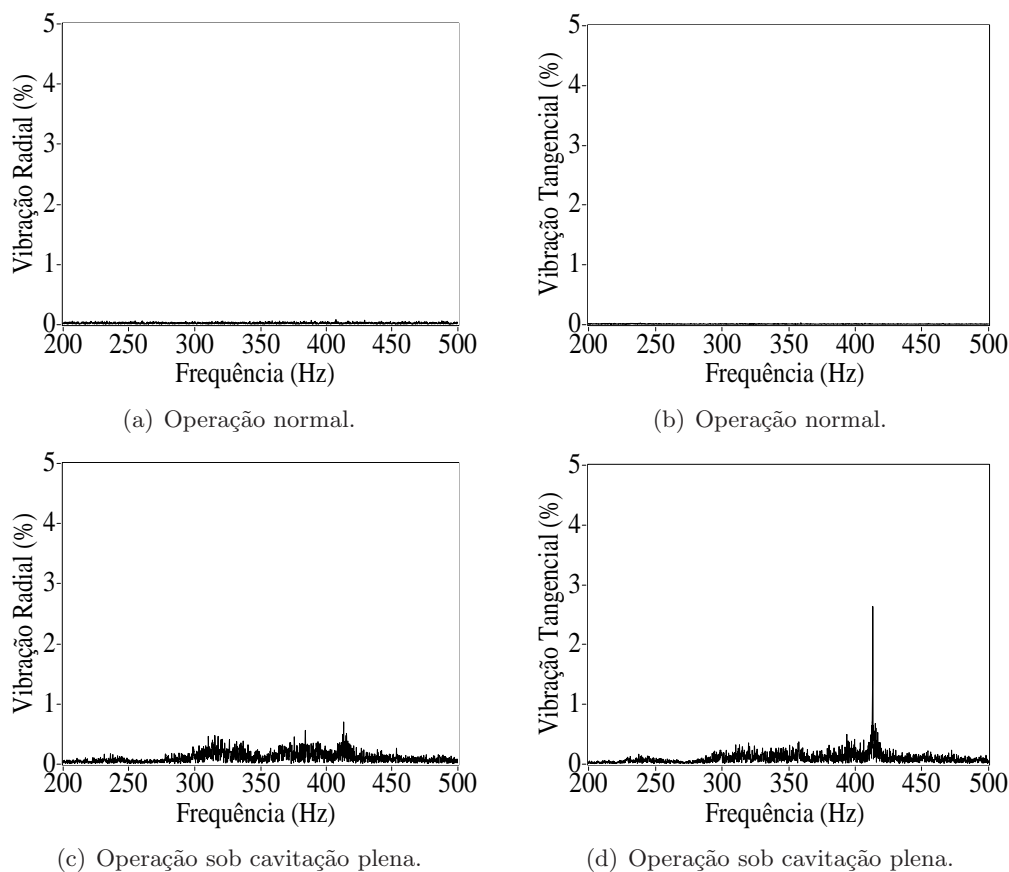 5
4
3
2
1
0
Vibração Radial (%)
200 250 300 350 400 450 500
Frequência (Hz)
(a) Operação normal.
5
4
3
2
1
0
Vibração Tangencial (%)
200 250 300 350 400 450 500
Frequência (Hz)
(b) Operação normal.
5
4
3
2
1
0
Vibração Radial (%)
200 250 300 350 400 450 500
Frequência (Hz)
(c) Operação sob cavitação plena.
5
4
3
2
1
0
Vibração Tangencial (%)
200 250 300 350 400 450 500
Frequência (Hz)
(d) Operação sob cavitação plena.